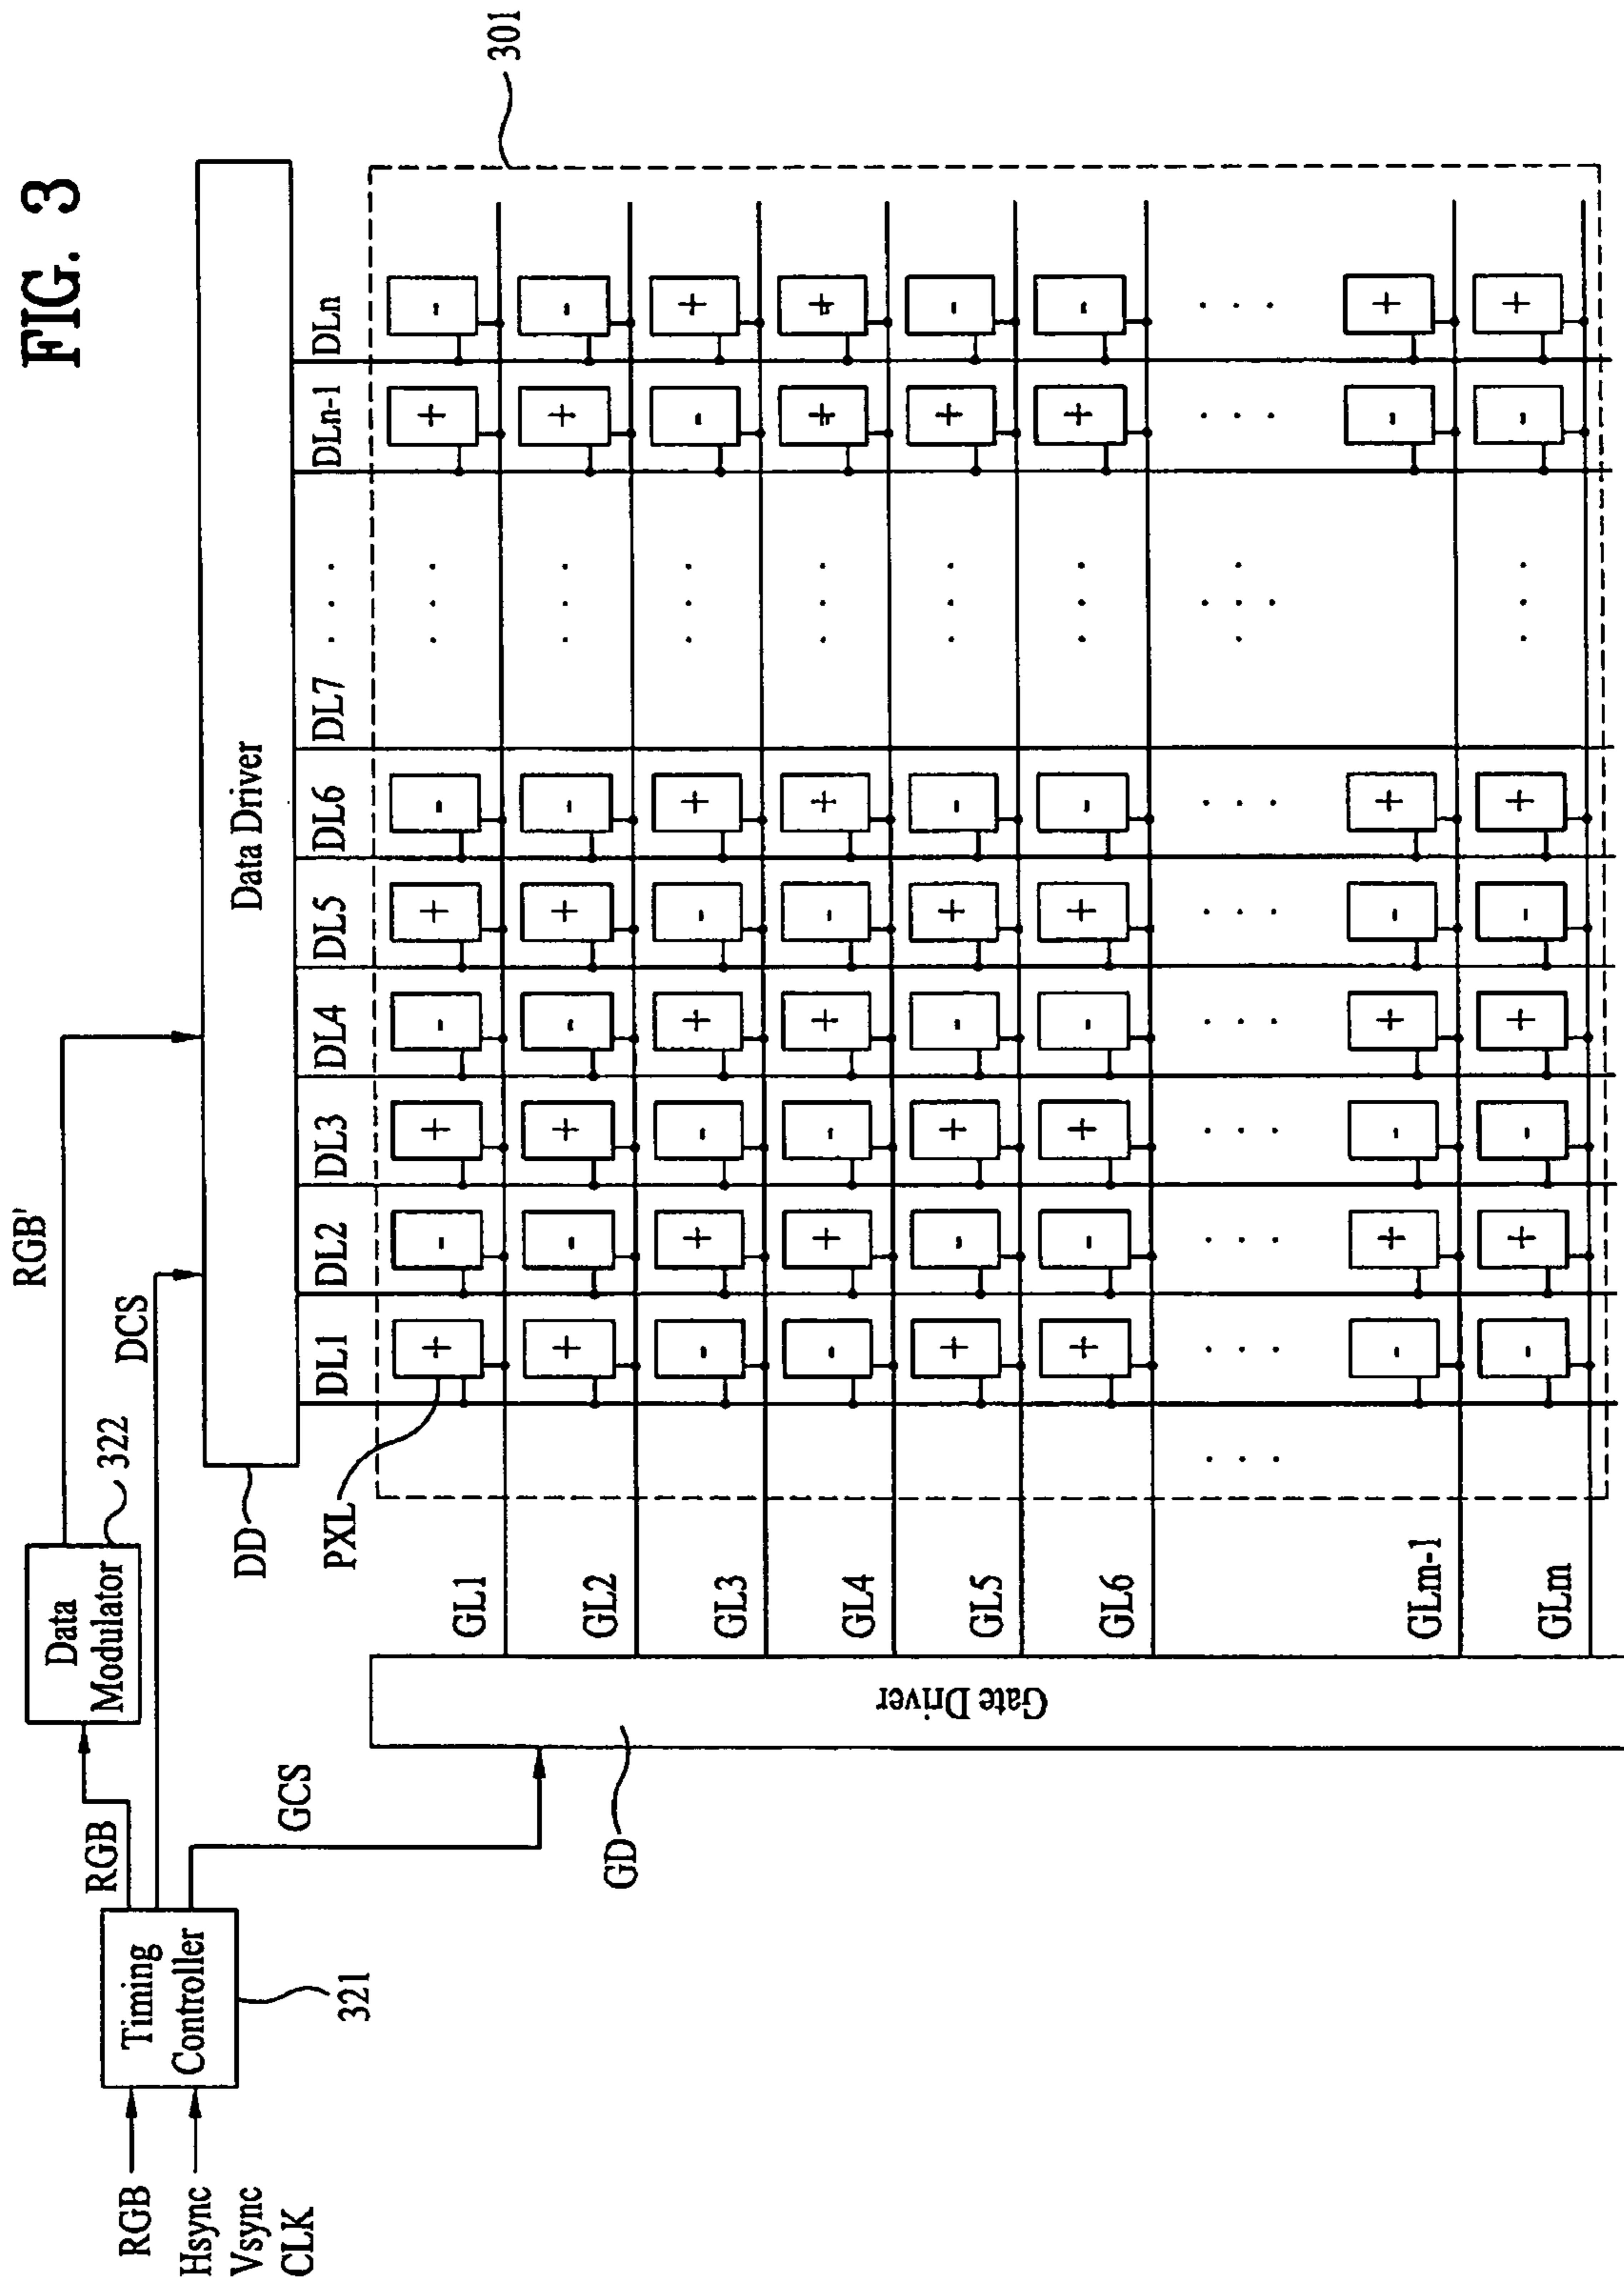 FIG. 3
RGB
Hsync
Vsync
CLK
Timing
Controller
321
RGB
Data
Modulator
322
RGB'
DCS
GCS
DD
Data Driver
301
DL1
DL2
DL3
DL4
DL5
DL6
DL7
. . .
DLn-1
DLn
PXL
GD
Gate Driver
GL1
+ - + - + - . . . + -
GL2
+ - + - + - . . . + -
GL3
- + - + - + . . . - +
GL4
- + - + - + . . . + +
GL5
+ - + - + - . . . + -
GL6
+ - + - + - . . . + -
GLm-1
- + - + - + - +
GLm
- + - + - + . . . - +